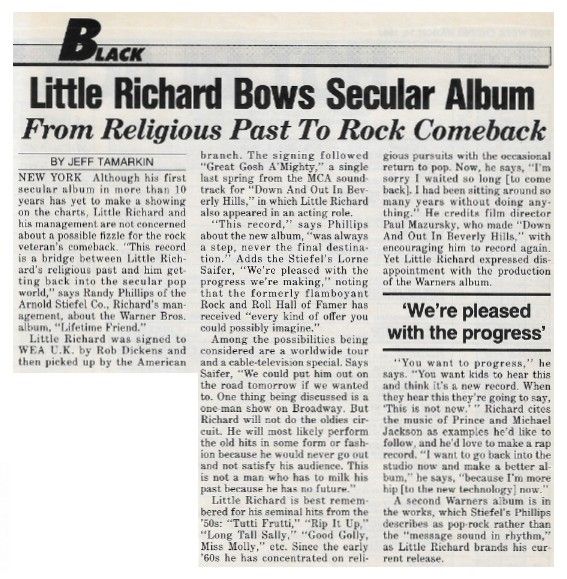 BLACK
Little Richard Bows Secular Album
From Religious Past To Rock Comeback
BY JEFF TAMARKIN
NEW YORK Although his first
secular album in more than 10
years has yet to make a showing
on the charts, Little Richard and
his management are not concerned
about a possible fizzle for the rock
veteran's comeback. "This record
is a bridge between Little Rich-
ard's religious past and him get-
ting back into the secular pop
world," says Randy Phillips of the
Arnold Stiefel Co., Richard's man-
agement, about the Warner Bros.
album, "Lifetime Friend."
Little Richard was signed to
WEA U.K. by Rob Dickens and
then picked up by the American
branch. The signing followed
"Great Gosh A'Mighty," a single
last spring from the MCA sound-
track for "Down And Out In Bev-
erly Hills," in which Little Richard
also appeared in an acting role.
"This record," says Phillips
about the new album, "was always
a step, never the final destina-
tion." Adds the Stiefel's Lorne
Saifer, "We're pleased with the
progress we're making," noting
that the formerly flamboyant
Rock and Roll Hall of Famer has
received "every kind of offer you
could possibly imagine."
Among the possibilities being
considered are a worldwide tour
and a cable-television special. Says
Saifer, "We could put him out on
the road tomorrow if we wanted
to. One thing being discussed is a
one-man show on Broadway. But
Richard will not do the oldies cir-
cuit. He will most likely perform
the old hits in some form or fash-
ion because he would never go out
and not satisfy his audience. This
is not a man who has to milk his
past because he has no future."
Little Richard is best remem-
bered for his seminal hits from the
'50s: "Tutti Frutti," "Rip It Up,"
"Long Tall Sally," "Good Golly,
Miss Molly," etc. Since the early
'60s he has concentrated on reli-
gious pursuits with the occasional
return to pop. Now, he says, "I'm
sorry I waited so long [to come
back]. I had been sitting around so
many years without doing any-
thing." He credits film director
Paul Mazursky, who made "Down
And Out In Beverly Hills," with
encouraging him to record again.
Yet Little Richard expressed dis-
appointment with the production
of the Warners album.
'We're pleased
with the progress'
"You want to progress," he
says. "You want kids to hear this
and think it's a new record. When
they hear this they're going to say,
'This is not new.' " Richard cites
the music of Prince and Michael
Jackson as examples he'd like to
follow, and he'd love to make a rap
record. "I want to go back into the
studio now and make a better al-
bum," he says, "because I'm more
hip [to the new technology] now."
A second Warners album is in
the works, which Stiefel's Phillips
describes as pop-rock rather than
the "message sound in rhythm,"
as Little Richard brands his cur-
rent release.